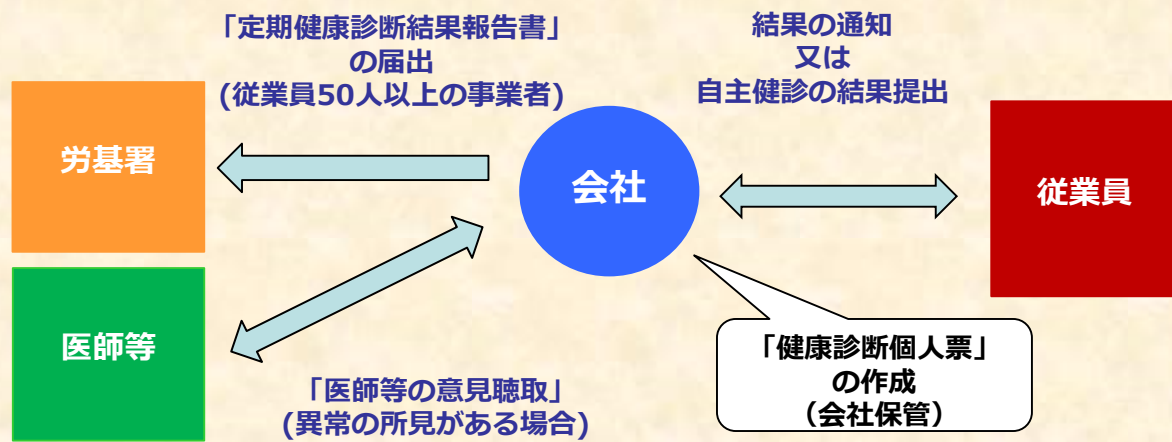 「定期健康診断結果報告書」
の届出
(従業員50人以上の事業者)
結果の通知
又は
自主健診の結果提出
労基署
会社
従業員
医師等
「医師等の意見聴取」
(異常の所見がある場合)
「健康診断個人票」
の作成
（会社保管）